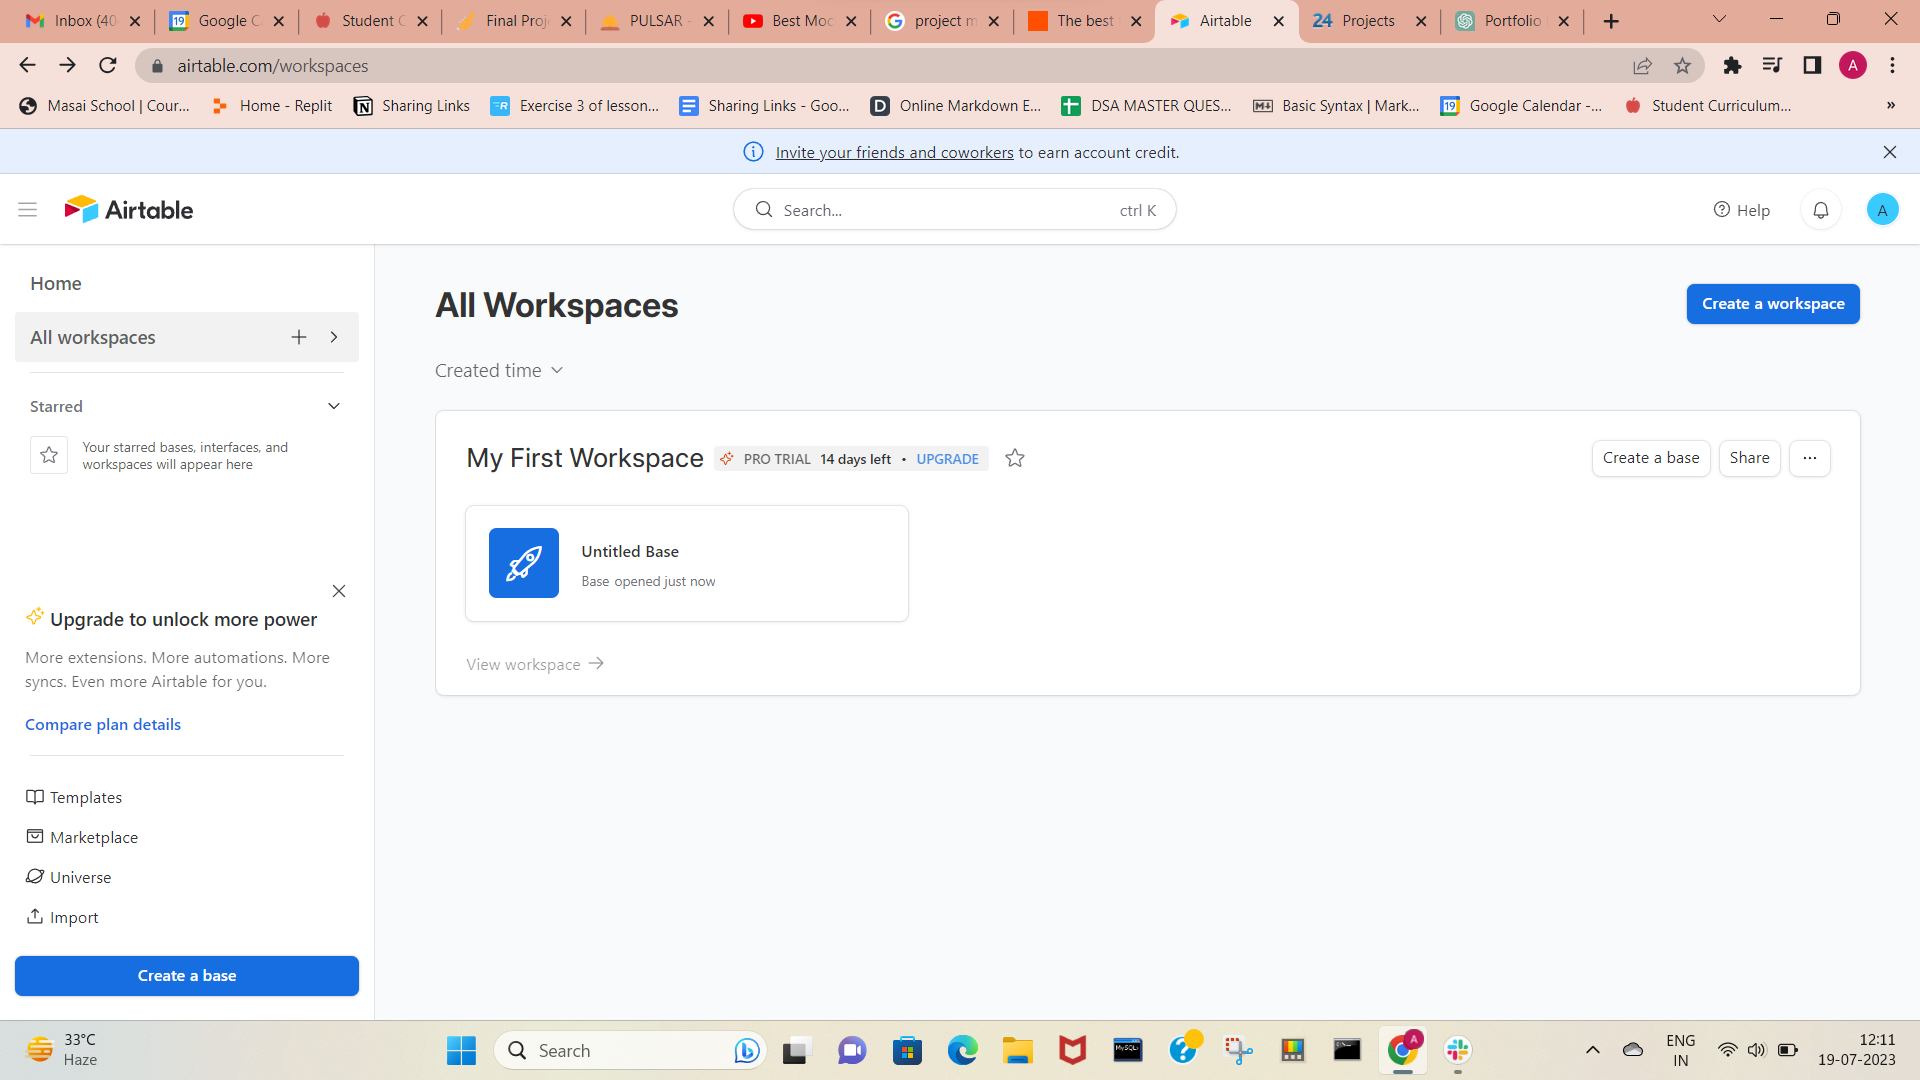 Inbox (40
Google C
Student C
Final Proj
PULSAR -
Best Moc
project m
The best
Airtable
24 Projects
Portfolio
airtable.com/workspaces
A
Masai School | Cour...
Home - Replit
Sharing Links
Exercise 3 of lesson...
Sharing Links - Goo...
Online Markdown E...
DSA MASTER QUES...
Basic Syntax | Mark...
Google Calendar -...
Student Curriculum...
»
Invite your friends and coworkers to earn account credit.
Airtable
Search...
ctrl K
Help
A
Home
All workspaces
Starred
Your starred bases, interfaces, and
workspaces will appear here
Upgrade to unlock more power
More extensions. More automations. More
syncs. Even more Airtable for you.
Compare plan details
Templates
Marketplace
Universe
Import
Create a base
All Workspaces
Create a workspace
Created time
My First Workspace
PRO TRIAL 14 days left • UPGRADE
Create a base
Share
...
Untitled Base
Base opened just now
View workspace
33°C
Haze
Search
ENG
IN
12:11
19-07-2023